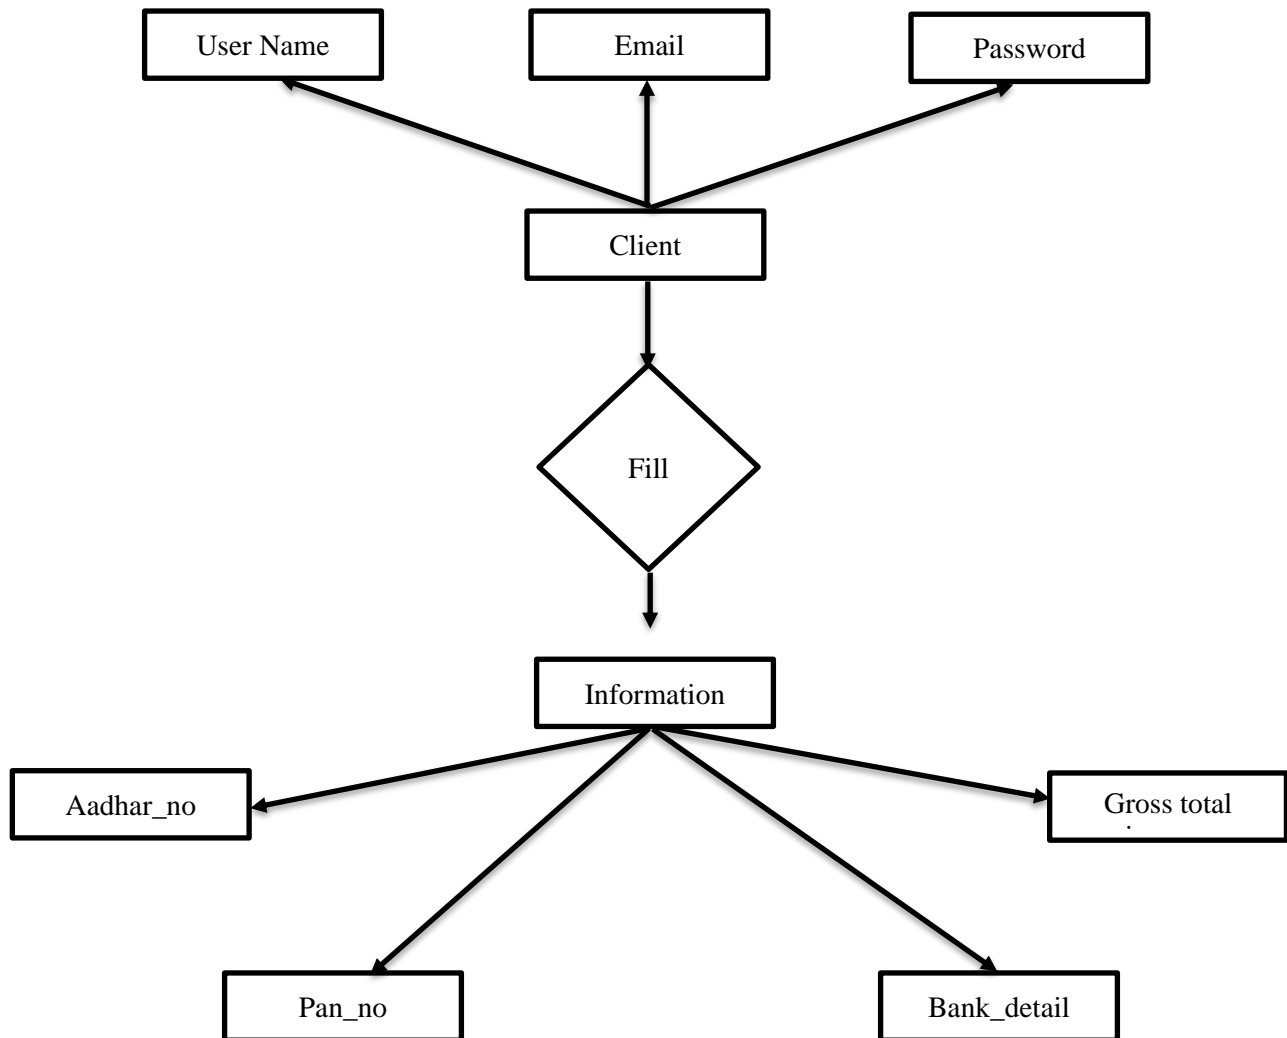 User Name
Email
Password
Client
Fill
Information
Aadhar_no
Gross total
Pan_no
Bank_detail